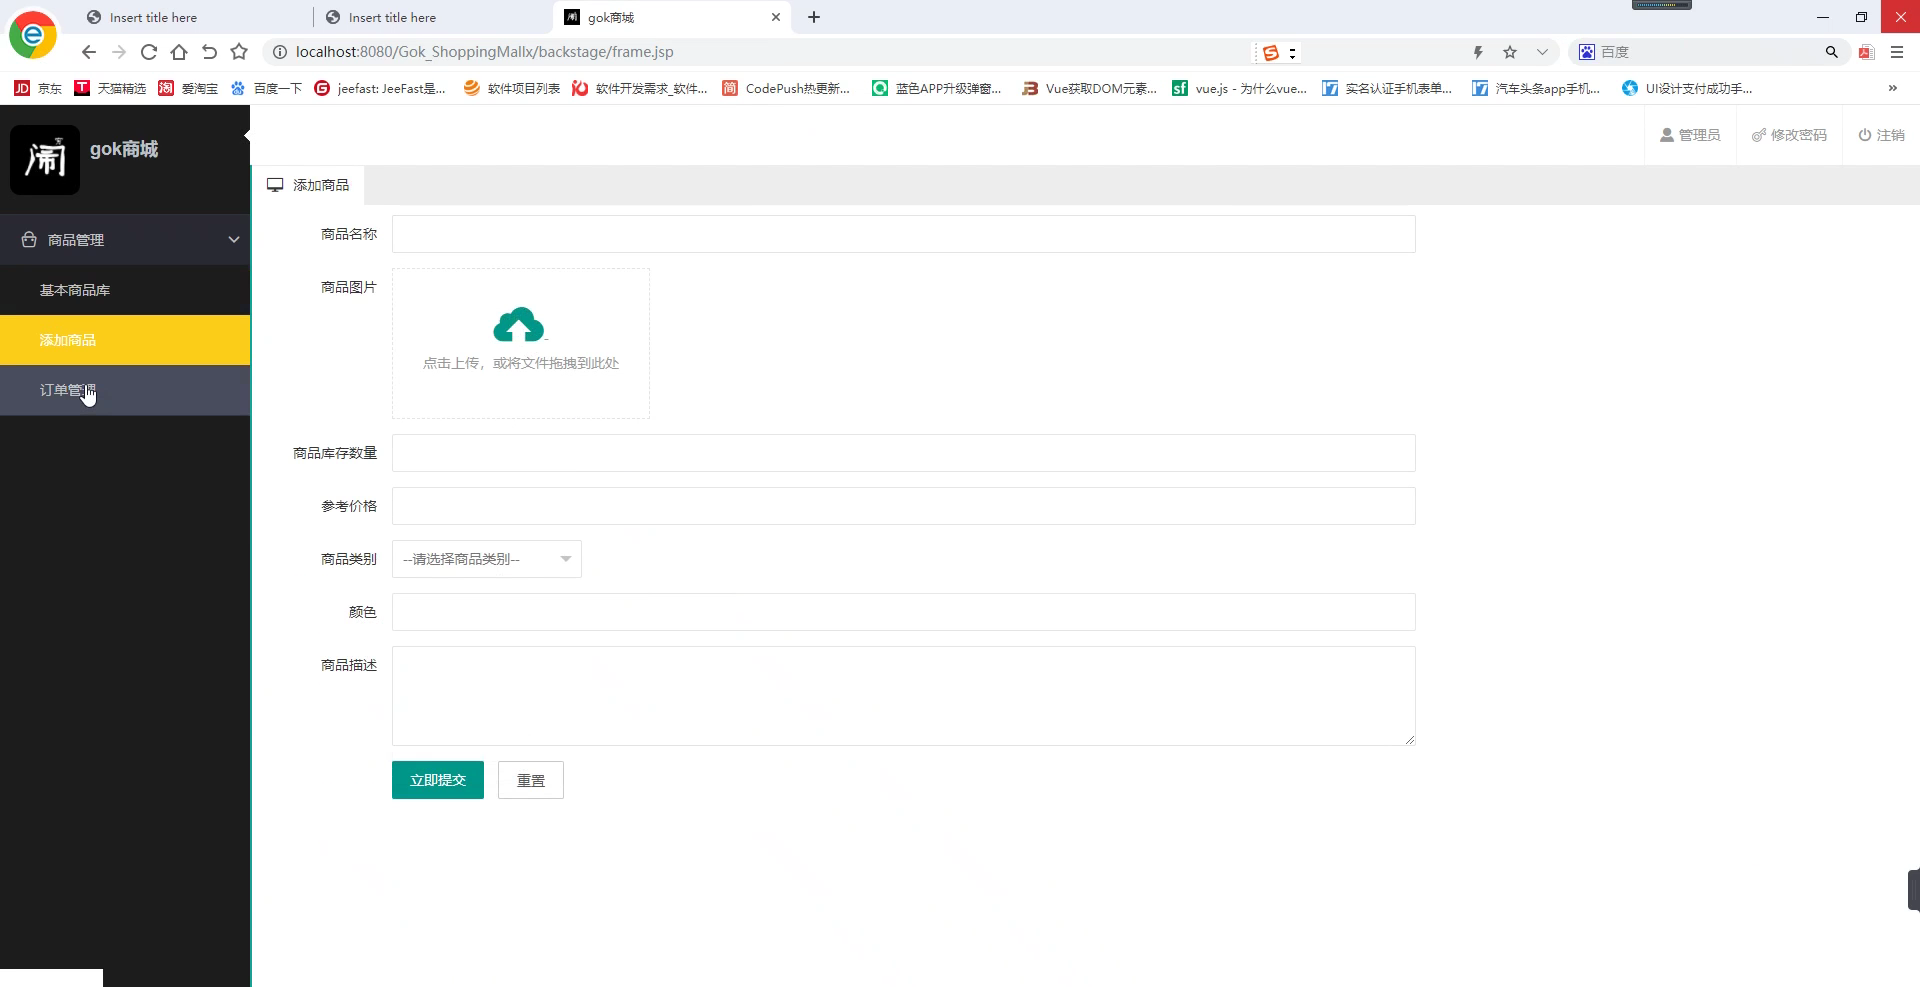 Insert title here
Insert title here
gok商城
localhost:8080/Gok_ShoppingMallx/backstage/frame.jsp
百度
JD 京东
T 天猫精选
淘 爱淘宝
百度一下
jeefast: JeeFast是...
软件项目列表
软件开发需求_软件...
简 CodePush热更新...
蓝色APP升级弹窗...
Vue获取DOM元素...
sf vue.js - 为什么vue...
实名认证手机表单...
汽车头条app手机...
UI设计支付成功手...
»
闹
gok商城
管理员
修改密码
注销
商品管理
基本商品库
添加商品
订单管理
添加商品
商品名称
商品图片
点击上传，或将文件拖拽到此处
商品库存数量
参考价格
商品类别
--请选择商品类别--
颜色
商品描述
立即提交
重置